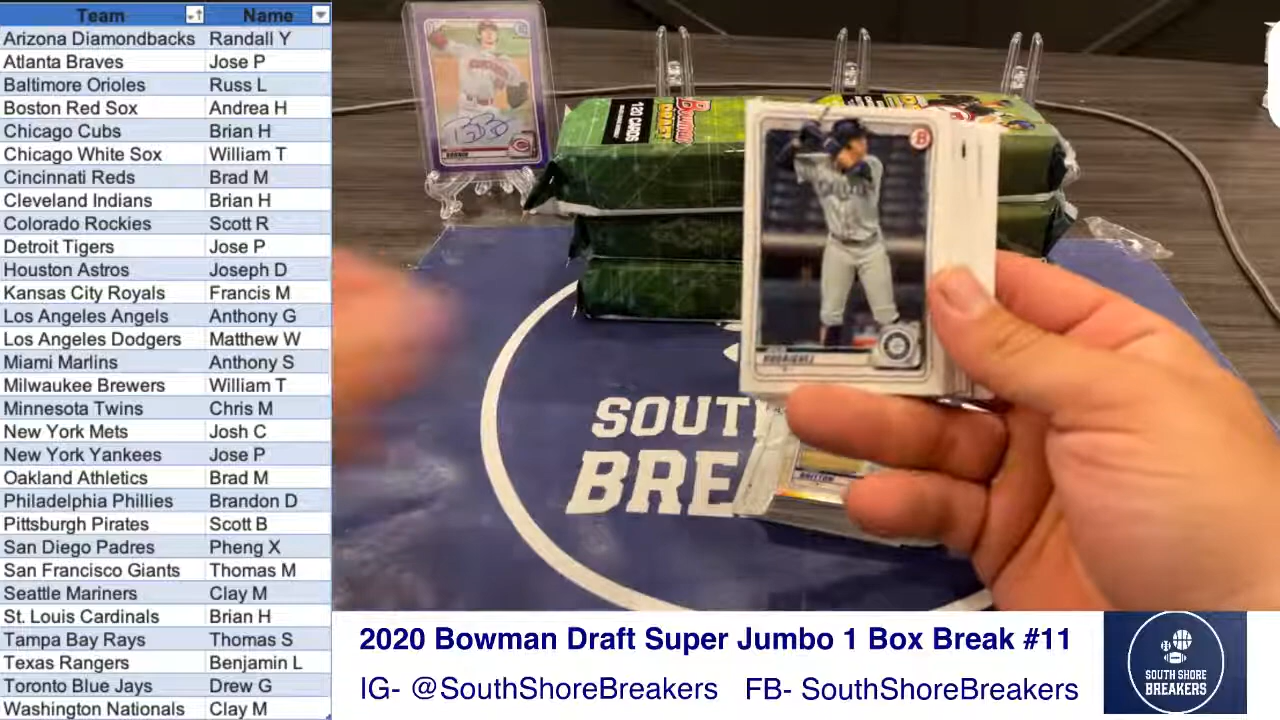 Team Name
Arizona Diamondbacks Randall Y
Atlanta Braves Jose P
Baltimore Orioles Russ L
Boston Red Sox Andrea H
Chicago Cubs Brian H
Chicago White Sox William T
Cincinnati Reds Brad M
Cleveland Indians Brian H
Colorado Rockies Scott R
Detroit Tigers Jose P
Houston Astros Joseph D
Kansas City Royals Francis M
Los Angeles Angels Anthony G
Los Angeles Dodgers Matthew W
Miami Marlins Anthony S
Milwaukee Brewers William T
Minnesota Twins Chris M
New York Mets Josh C
New York Yankees Jose P
Oakland Athletics Brad M
Philadelphia Phillies Brandon D
Pittsburgh Pirates Scott B
San Diego Padres Pheng X
San Francisco Giants Thomas M
Seattle Mariners Clay M
St. Louis Cardinals Brian H
Tampa Bay Rays Thomas S
Texas Rangers Benjamin L
Toronto Blue Jays Drew G
Washington Nationals Clay M
120 CARDS
Bowman
DRAFT
B
RODRIGUEZ
SOUT
BRE
2020 Bowman Draft Super Jumbo 1 Box Break #11
IG- @SouthShoreBreakers FB- SouthShoreBreakers
SOUTH SHORE
BREAKERS